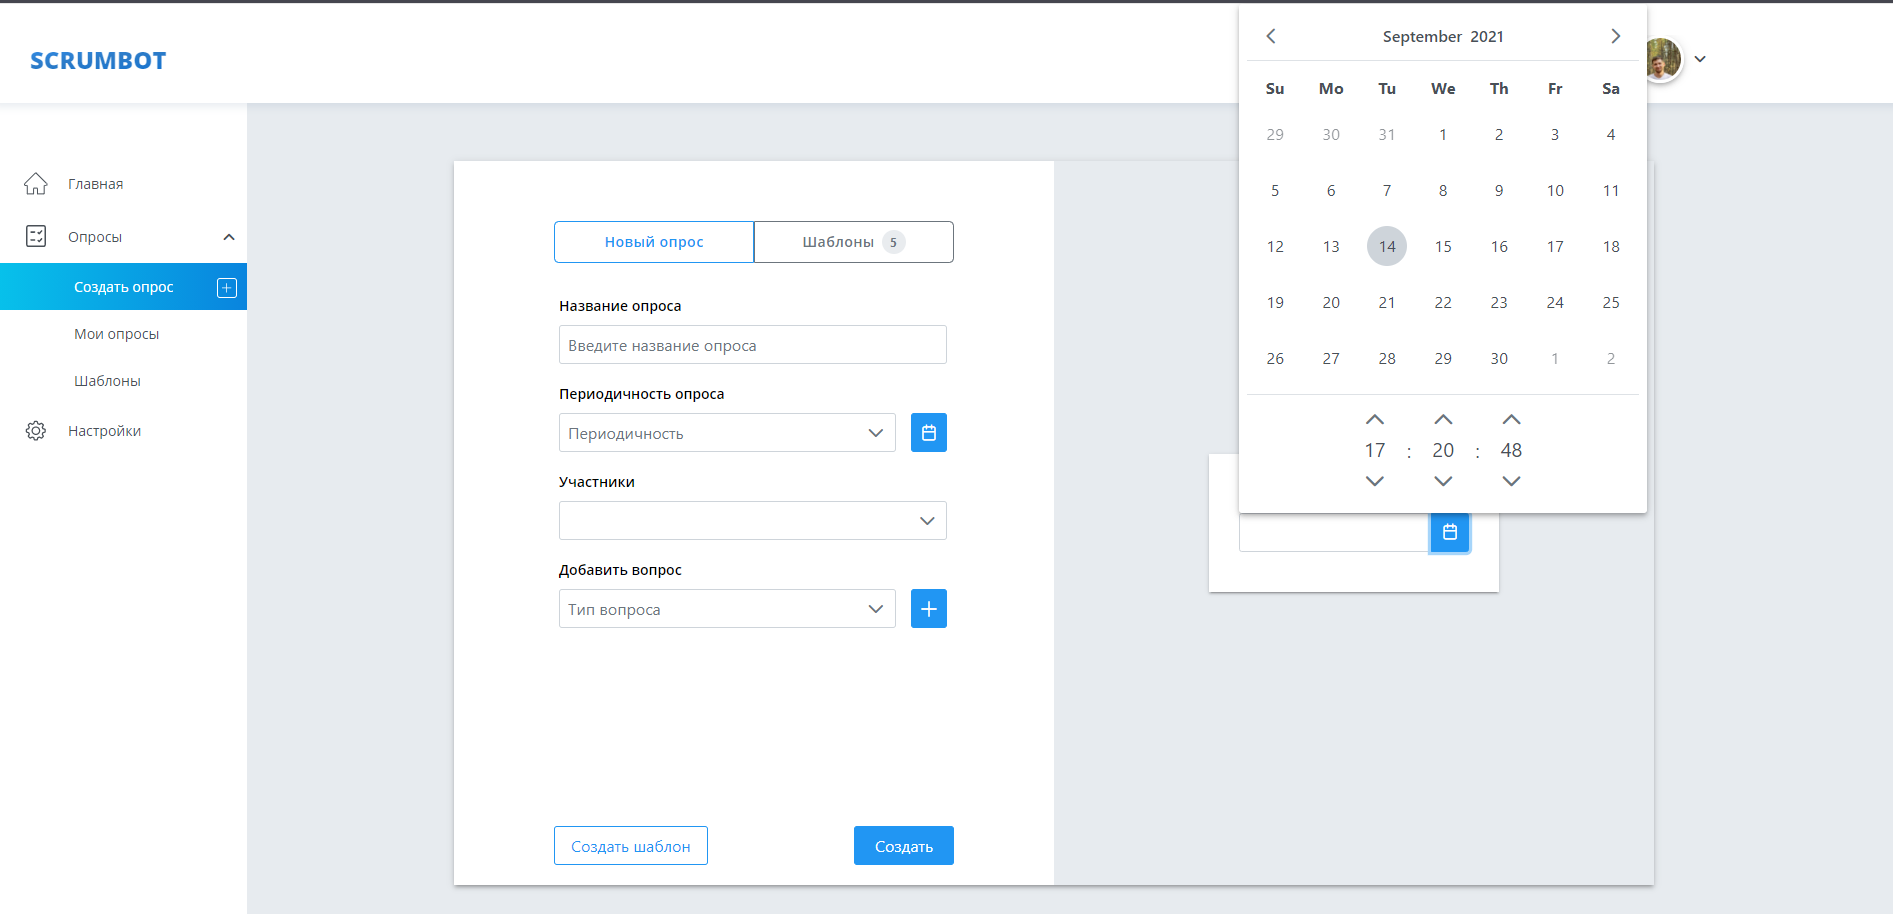 SCRUMBOT
Главная
Опросы
Создать опрос
Мои опросы
Шаблоны
Настройки
Новый опрос
Шаблоны 5
Название опроса
Введите название опроса
Периодичность опроса
Периодичность
Участники
Добавить вопрос
Тип вопроса
Создать шаблон
Создать
September 2021
Su Mo Tu We Th Fr Sa
29 30 31 1 2 3 4
5 6 7 8 9 10 11
12 13 14 15 16 17 18
19 20 21 22 23 24 25
26 27 28 29 30 1 2
17 : 20 : 48